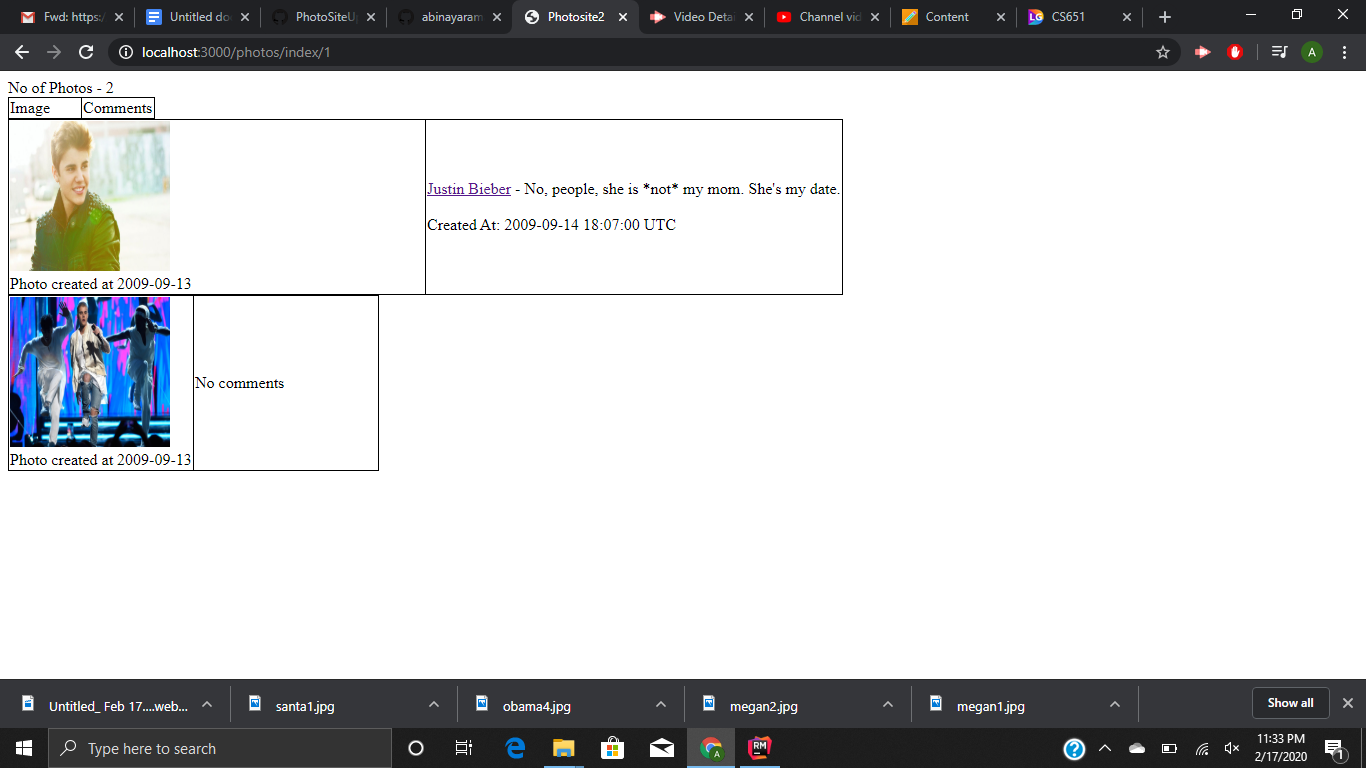 Fwd: https:/
Untitled do
PhotoSiteU
abinayaram
Photosite2
Video Deta
Channel vid
Content
LG
CS651
localhost:3000/photos/index/1
A
No of Photos - 2
Image
Comments
Justin Bieber - No, people, she is *not* my mom. She's my date.
Created At: 2009-09-14 18:07:00 UTC
Photo created at 2009-09-13
No comments
Photo created at 2009-09-13
Untitled_ Feb 17....web...
santa1.jpg
obama4.jpg
megan2.jpg
megan1.jpg
Show all
Type here to search
A
RM
?
11:33 PM
2/17/2020
1